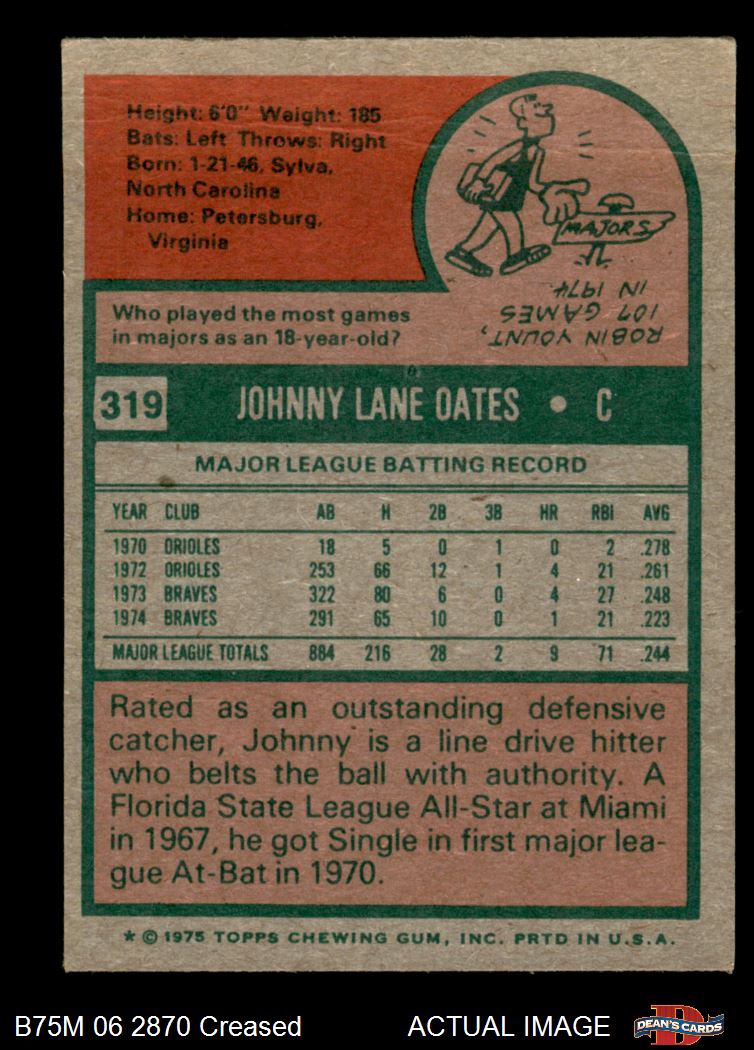 Height: 6'0" Weight: 185
Bats: Left Throws: Right
Born: 1-21-46, Sylva,
North Carolina
Home: Petersburg,
Virginia
MAJORS
Who played the most games
in majors as an 18-year-old?
ROBIN YOUNT,
107 GAMES
IN 1974
319 JOHNNY LANE OATES • C
MAJOR LEAGUE BATTING RECORD
YEAR CLUB AB H 2B 3B HR RBI AVG
1970 ORIOLES 18 5 0 1 0 2 .278
1972 ORIOLES 253 66 12 1 4 21 .261
1973 BRAVES 322 80 6 0 4 27 .248
1974 BRAVES 291 65 10 0 1 21 .223
MAJOR LEAGUE TOTALS 884 216 28 2 9 71 .244
Rated as an outstanding defensive
catcher, Johnny is a line drive hitter
who belts the ball with authority. A
Florida State League All-Star at Miami
in 1967, he got Single in first major lea-
gue At-Bat in 1970.
* © 1975 TOPPS CHEWING GUM, INC. PRTD IN U.S.A.
B75M 06 2870 Creased ACTUAL IMAGE
DEAN'S CARDS